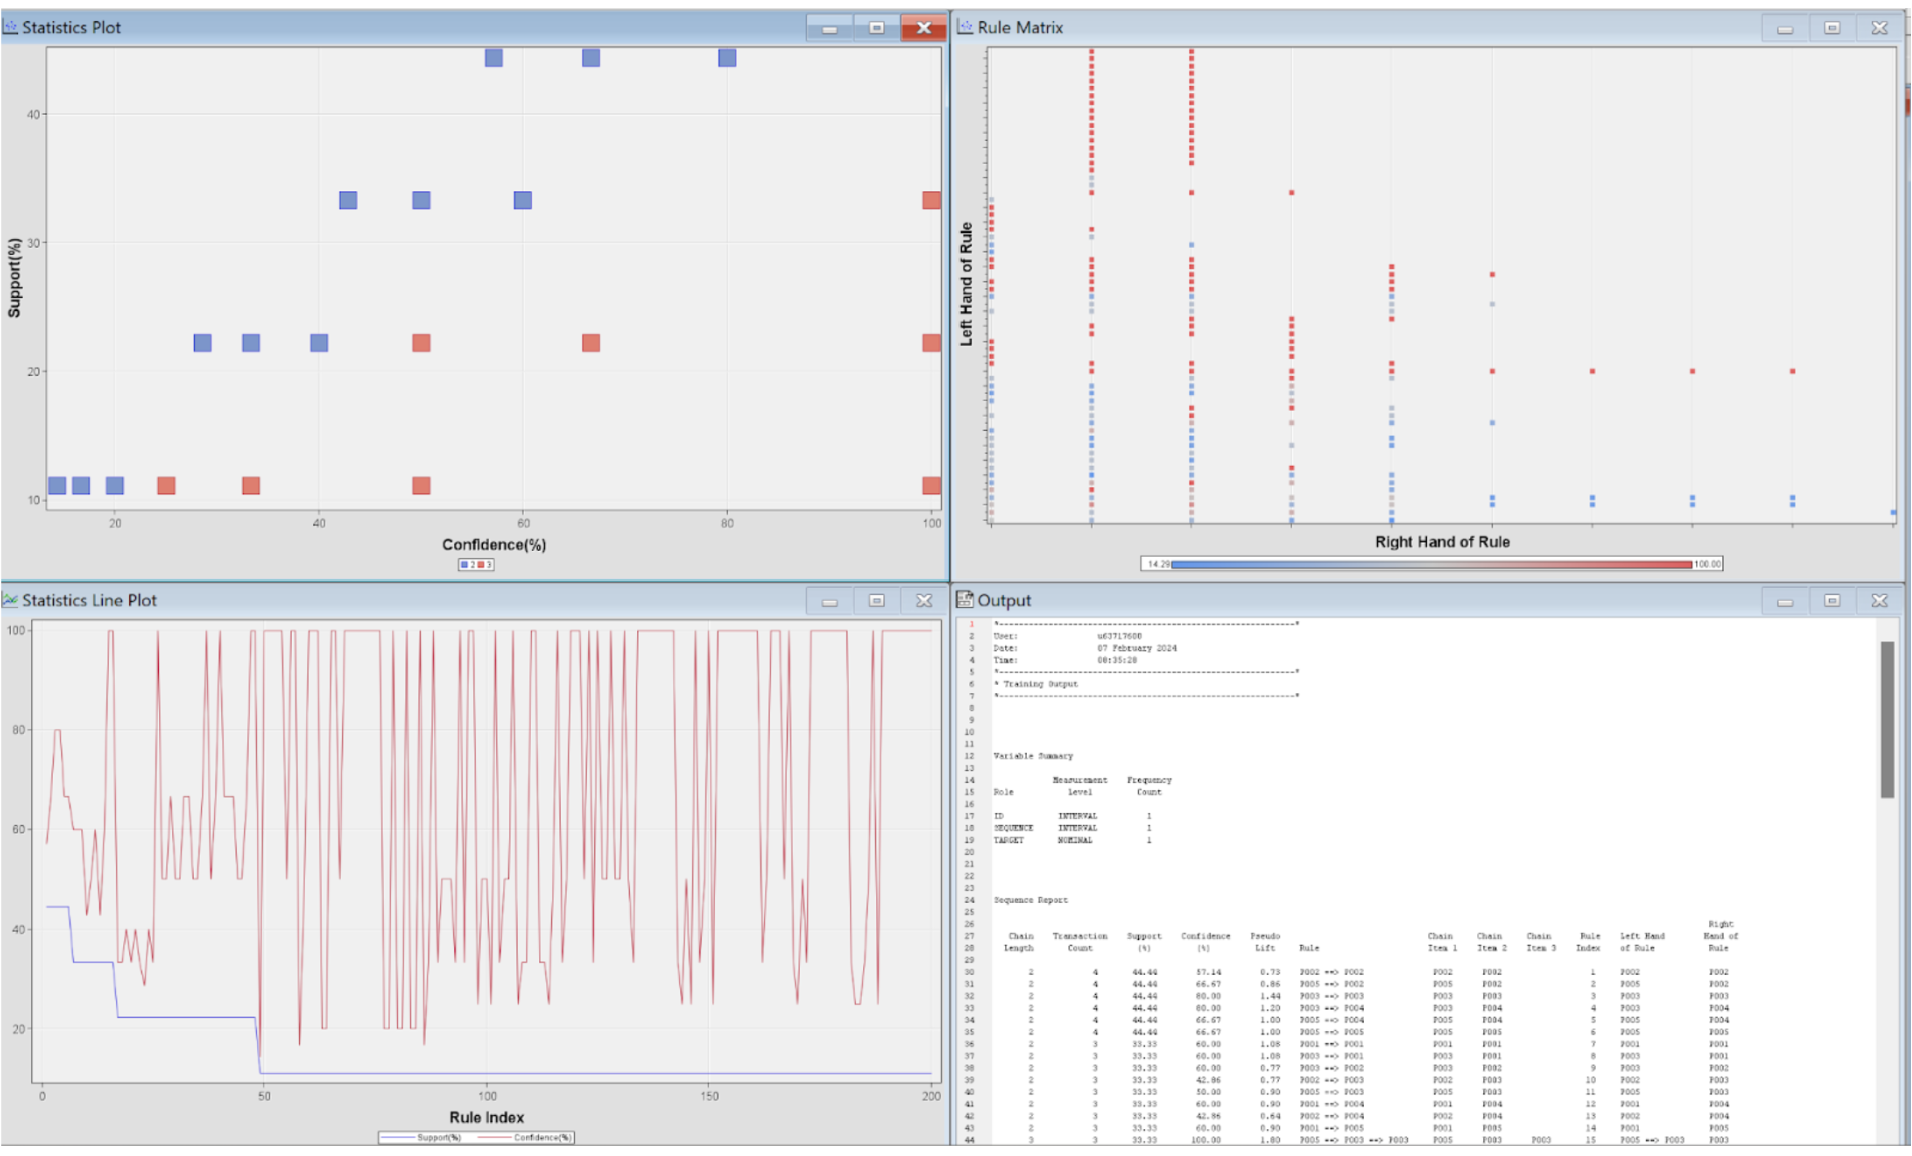 Statistics Plot
Support(%)
40
30
20
10
20 40 60 80 100
Confidence(%)
2 3
Rule Matrix
Left Hand of Rule
Right Hand of Rule
14.29 100.00
Statistics Line Plot
100
80
60
40
20
0 50 100 150 200
Rule Index
Support(%) Confidence(%)
Output
1 *------------------------------------------------------------*
2 User: u63717600
3 Date: 07 February 2024
4 Time: 08:35:28
5 *------------------------------------------------------------*
6 * Training Output
7 *------------------------------------------------------------*
8
9
10
11
12 Variable Summary
13
14 Measurement Frequency
15 Role Level Count
16
17 ID INTERVAL 1
18 SEQUENCE INTERVAL 1
19 TARGET NOMINAL 1
20
21
22
23
24 Sequence Report
25
26 Right
27 Chain Transaction Support Confidence Pseudo Chain Chain Chain Rule Left Hand Hand of
28 Length Count (%) (%) Lift Rule Item 1 Item 2 Item 3 Index of Rule Rule
29
30 2 4 44.44 57.14 0.73 P002 ==> P002 P002 P002 1 P002 P002
31 2 4 44.44 66.67 0.86 P005 ==> P002 P005 P002 2 P005 P002
32 2 4 44.44 80.00 1.44 P003 ==> P003 P003 P003 3 P003 P003
33 2 4 44.44 80.00 1.20 P003 ==> P004 P003 P004 4 P003 P004
34 2 4 44.44 66.67 1.00 P005 ==> P004 P005 P004 5 P005 P004
35 2 4 44.44 66.67 1.00 P005 ==> P005 P005 P005 6 P005 P005
36 2 3 33.33 60.00 1.08 P001 ==> P001 P001 P001 7 P001 P001
37 2 3 33.33 60.00 1.08 P003 ==> P001 P003 P001 8 P003 P001
38 2 3 33.33 60.00 0.77 P003 ==> P002 P003 P002 9 P003 P002
39 2 3 33.33 42.86 0.77 P002 ==> P003 P002 P003 10 P002 P003
40 2 3 33.33 50.00 0.90 P005 ==> P003 P005 P003 11 P005 P003
41 2 3 33.33 60.00 0.90 P001 ==> P004 P001 P004 12 P001 P004
42 2 3 33.33 42.86 0.64 P002 ==> P004 P002 P004 13 P002 P004
43 2 3 33.33 60.00 0.90 P001 ==> P005 P001 P005 14 P001 P005
44 3 3 33.33 100.00 1.80 P005 ==> P003 ==> P003 P005 P003 P003 15 P005 ==> P003 P003